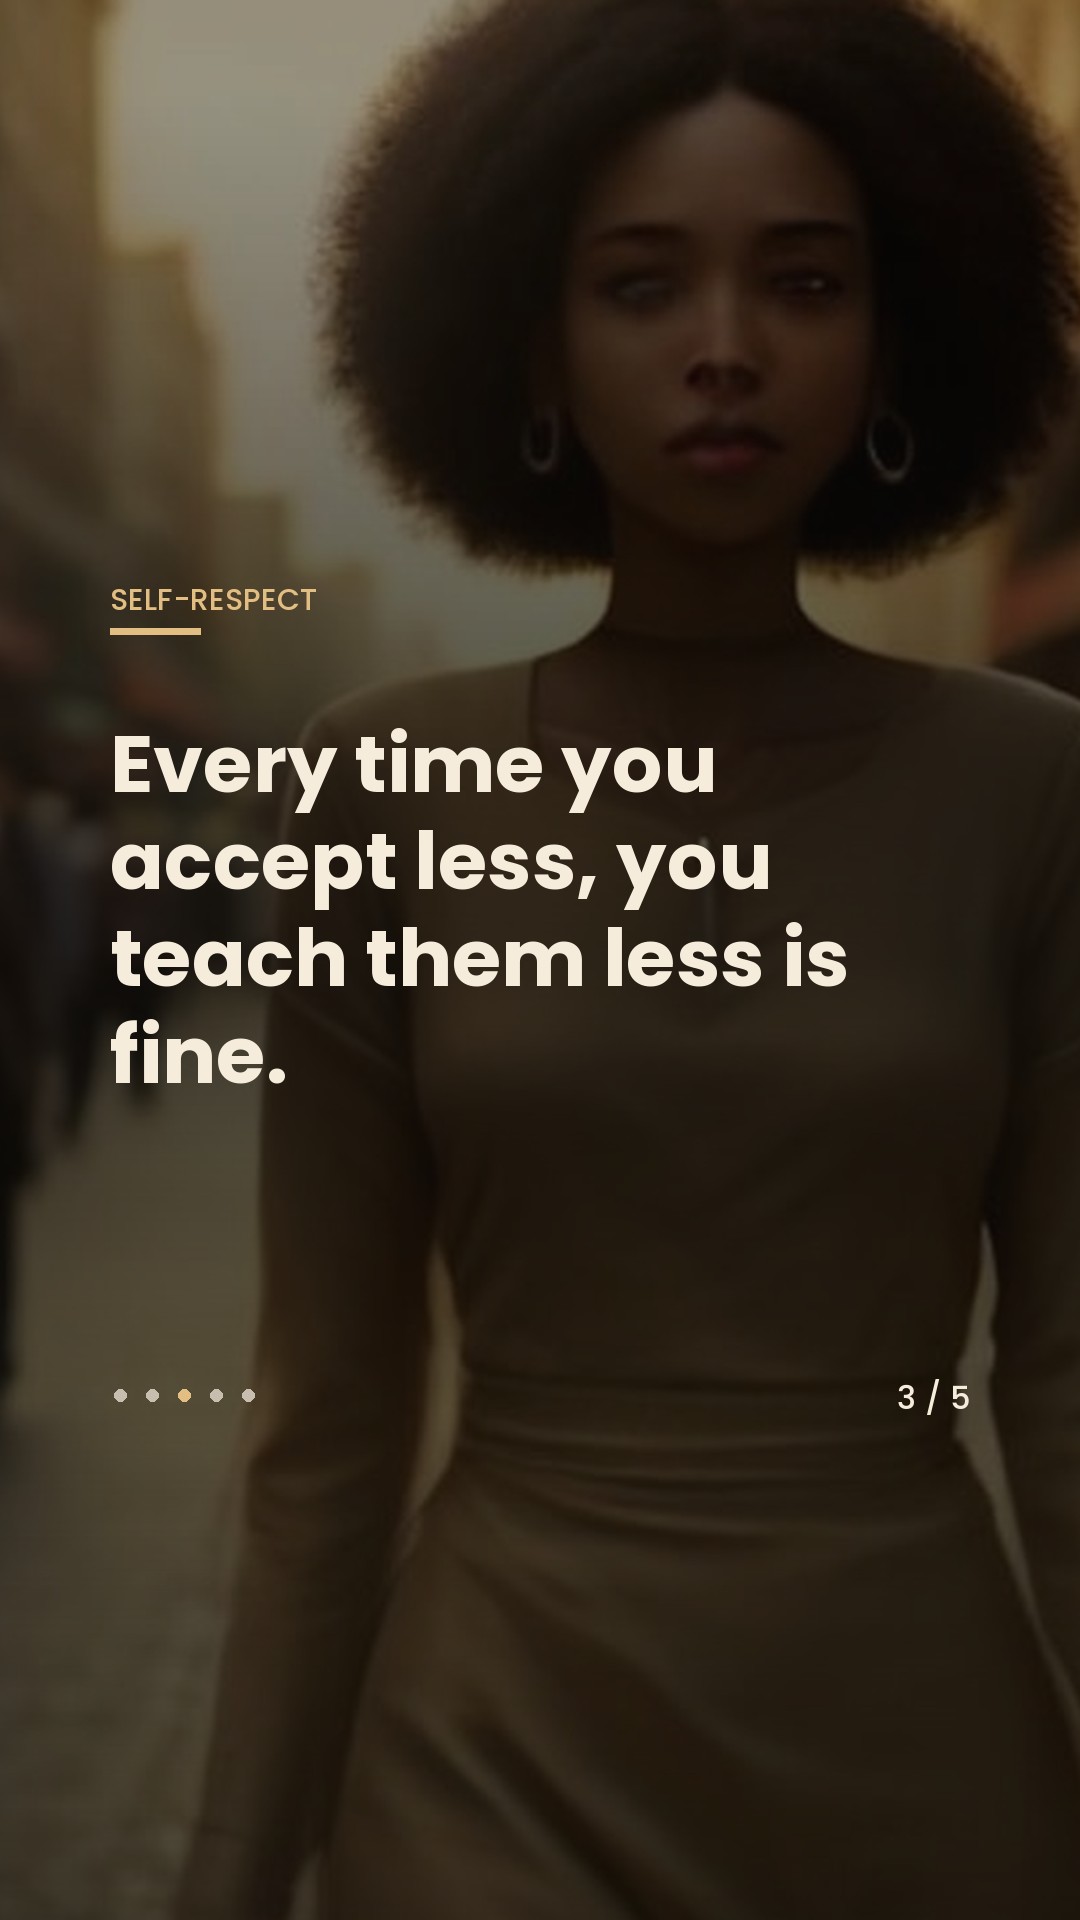 SELF-RESPECT
Every time you
accept less, you
teach them less is
fine.
3 / 5